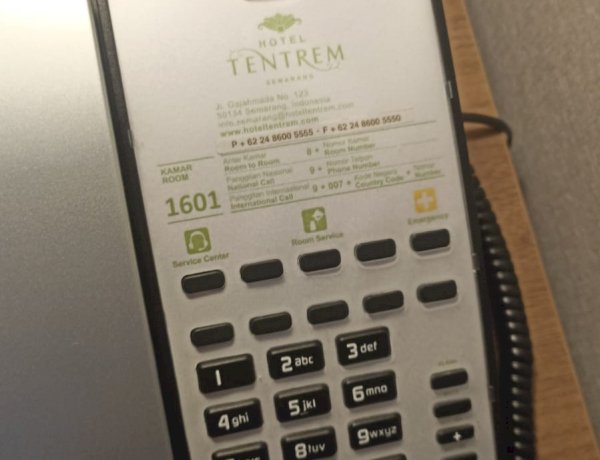 HOTEL
TENTREM
SEMARANG
Jl. Gajahmada No. 123
50134 Semarang, Indonesia
info.semarang@hoteltentrem.com
www.hoteltentrem.com
P + 62 24 8600 5555 - F + 62 24 8600 5550
KAMAR
ROOM
1601
Antar Kamar 8 + Nomor Kamar
Room to Room Room Number
Panggilan Nasional 9 + Nomor Telpon
National Call Phone Number
Panggilan Internasional 9 + 007 + Kode Negara + Nomor
International Call Country Code Number
Service Center
Room Service
Emergency
1
2 abc
3 def
4 ghi
5 jkl
6 mno
8 tuv
9 wxyz
+